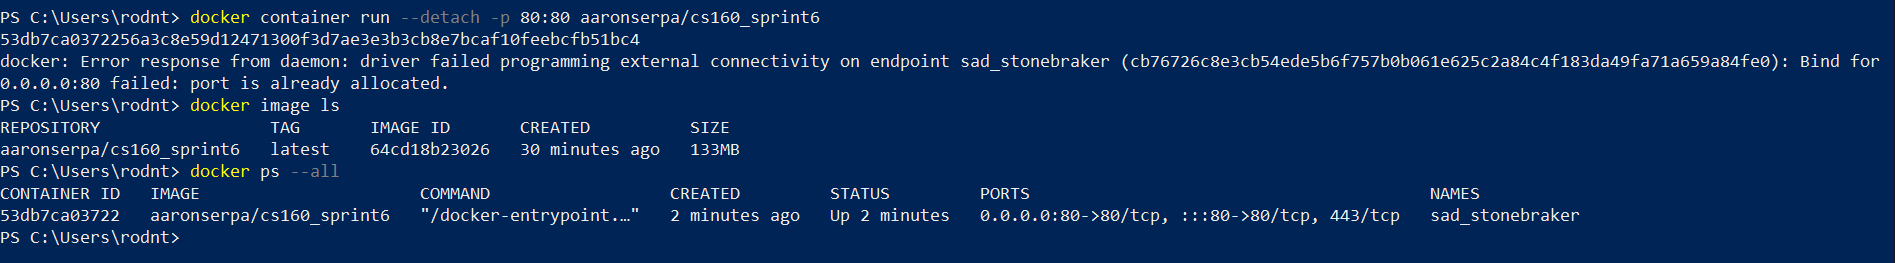 PS C:\Users\rodnt> docker container run --detach -p 80:80 aaronserpa/cs160_sprint6
53db7ca0372256a3c8e59d12471300f3d7ae3e3b3cb8e7bcaf10feebcfb51bc4
docker: Error response from daemon: driver failed programming external connectivity on endpoint sad_stonebraker (cb76726c8e3cb54ede5b6f757b0b061e625c2a84c4f183da49fa71a659a84fe0): Bind for
0.0.0.0:80 failed: port is already allocated.
PS C:\Users\rodnt> docker image ls
REPOSITORY                 TAG       IMAGE ID       CREATED          SIZE
aaronserpa/cs160_sprint6   latest    64cd18b23026   30 minutes ago   133MB
PS C:\Users\rodnt> docker ps --all
CONTAINER ID   IMAGE                      COMMAND                  CREATED         STATUS         PORTS                                        NAMES
53db7ca03722   aaronserpa/cs160_sprint6   "/docker-entrypoint.…"   2 minutes ago   Up 2 minutes   0.0.0.0:80->80/tcp, :::80->80/tcp, 443/tcp   sad_stonebraker
PS C:\Users\rodnt>